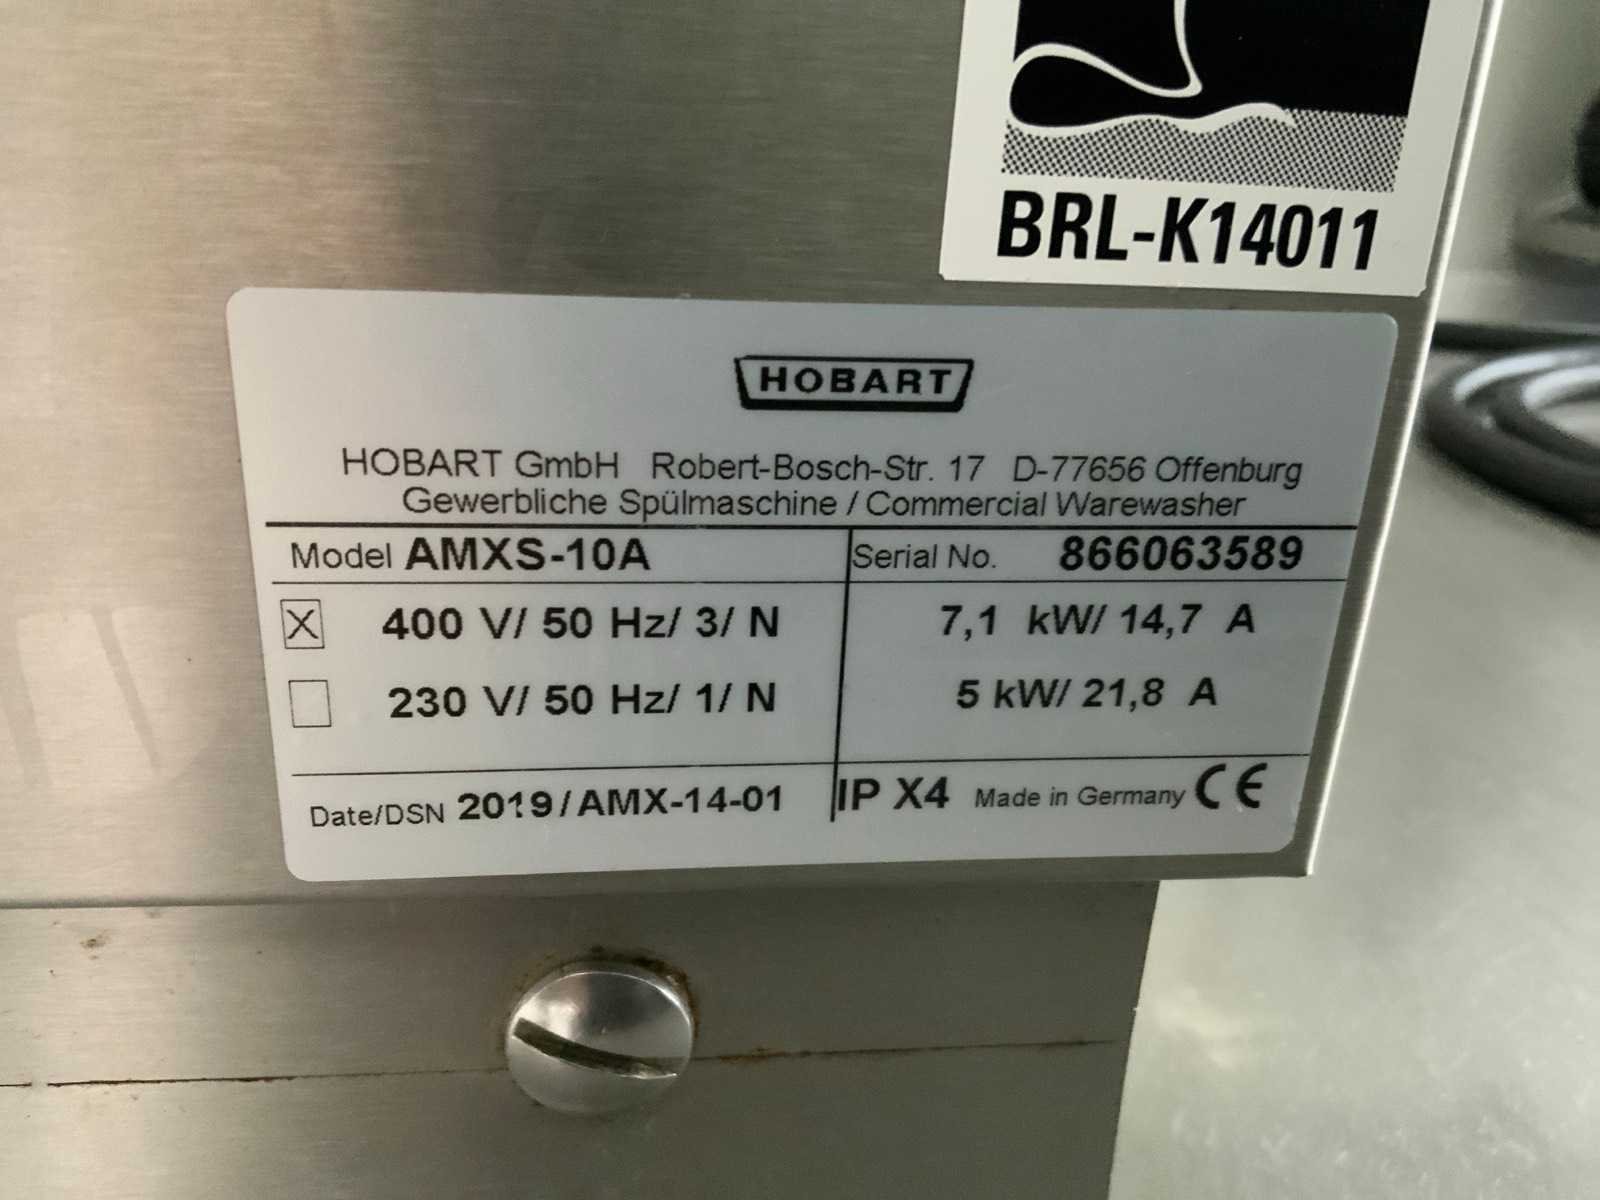 BRL-K14011
HOBART
HOBART GmbH Robert-Bosch-Str. 17 D-77656 Offenburg
Gewerbliche Spülmaschine / Commercial Warewasher
Model AMXS-10A Serial No. 866063589
X 400 V/ 50 Hz/ 3/ N 7,1 kW/ 14,7 A
230 V/ 50 Hz/ 1/ N 5 kW/ 21,8 A
Date/DSN 2019/AMX-14-01 IP X4 Made in Germany CE